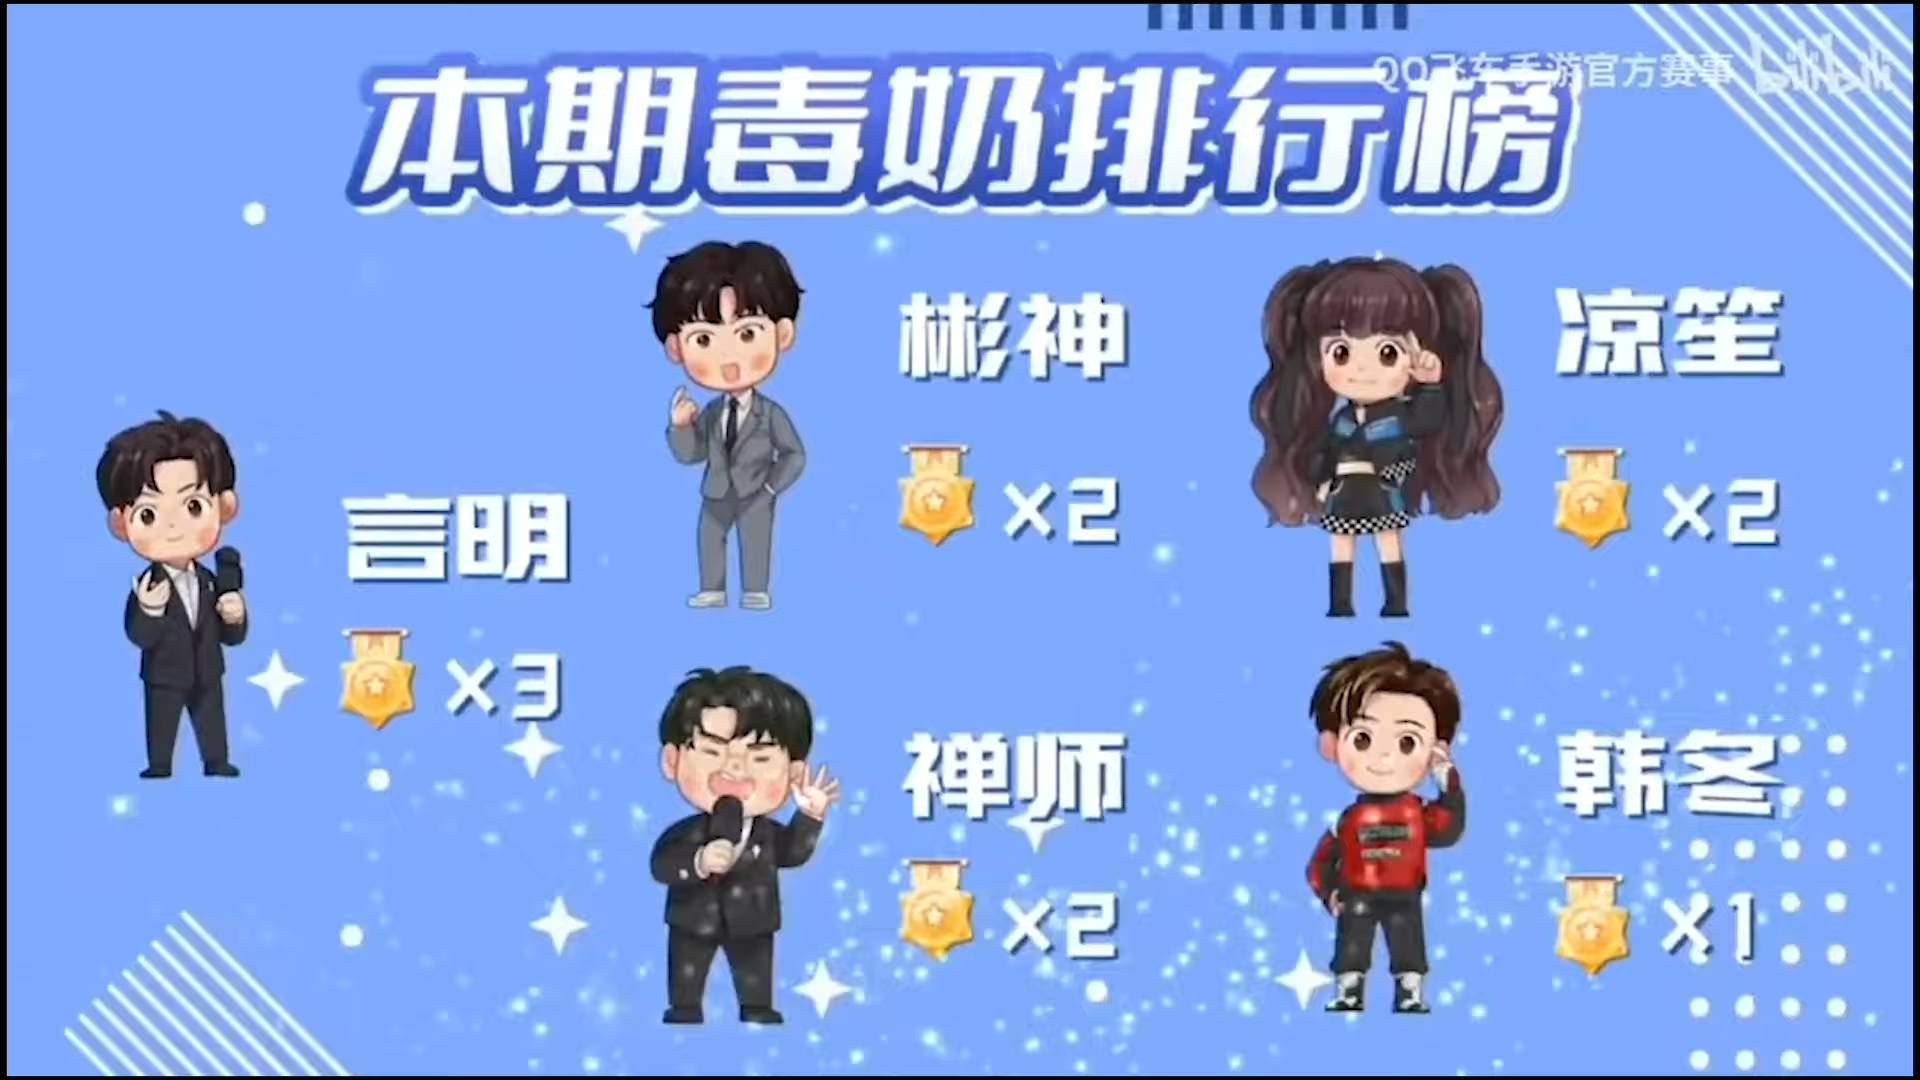 QQ飞车手游官方赛事 bilibili
本期毒奶排行榜
言明
×3
彬神
×2
凉笙
×2
禅师
×2
韩冬
×1